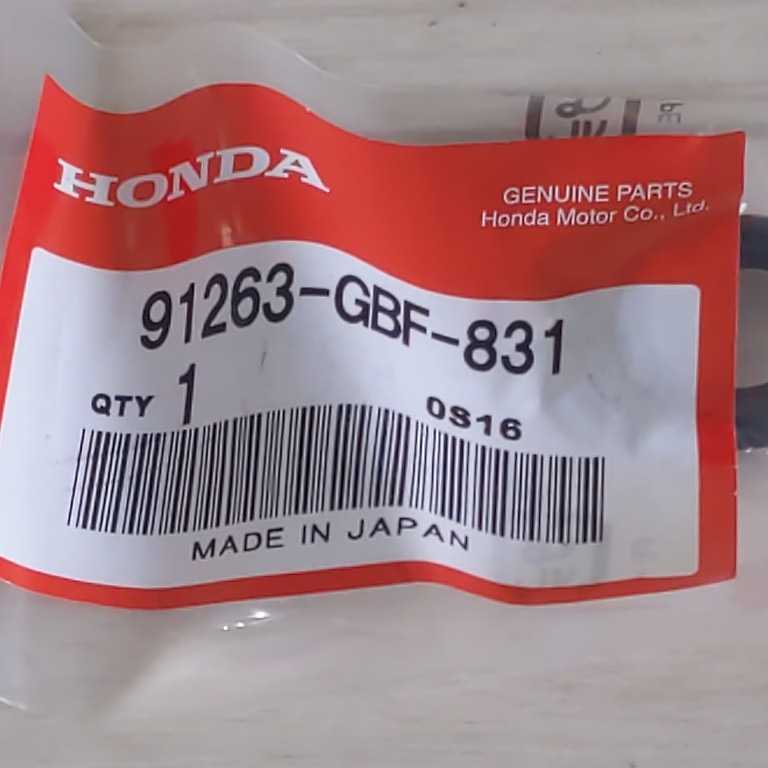 HONDA
GENUINE PARTS
Honda Motor Co., Ltd.
91263-GBF-831
QTY 1
0S16
MADE IN JAPAN